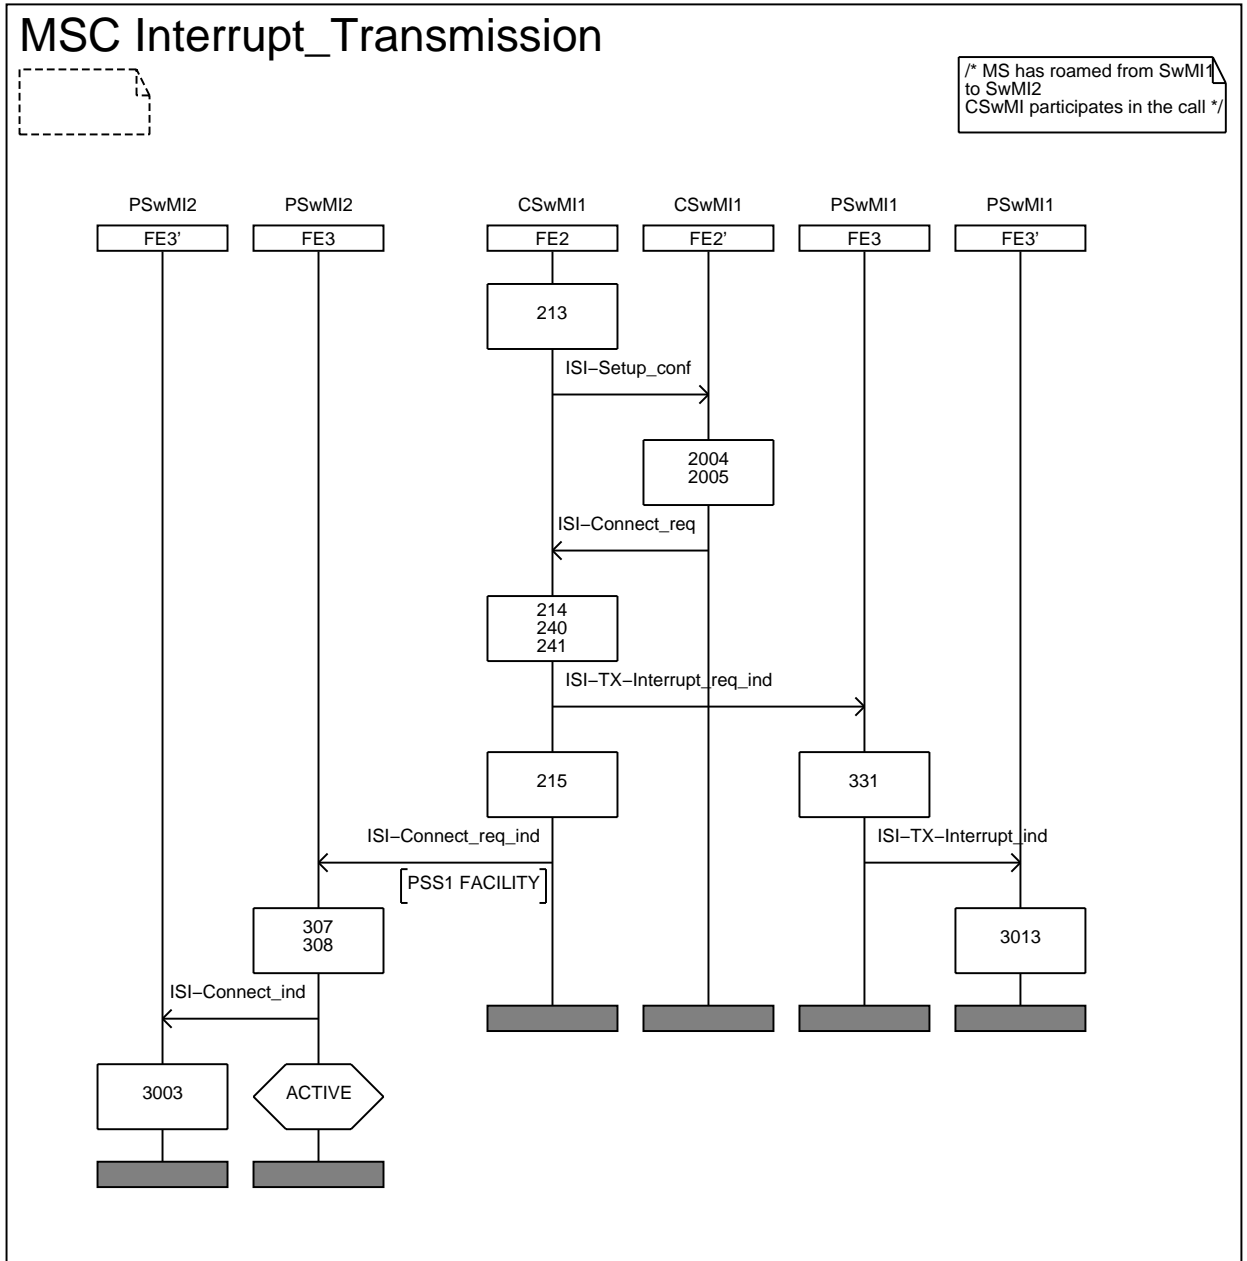 MSC Interrupt_Transmission
/* MS has roamed from SwMI1
to SwMI2
CSwMI participates in the call */
PSwMI2
PSwMI2
CSwMI1
CSwMI1
PSwMI1
PSwMI1
FE3'
FE3
FE2
FE2'
FE3
FE3'
213
ISI−Setup_conf
2004
2005
ISI−Connect_req
214
240
241
ISI−TX−Interrupt_req_ind
215
331
ISI−Connect_req_ind
ISI−TX−Interrupt_ind
PSS1 FACILITY
307
308
3013
ISI−Connect_ind
3003
ACTIVE